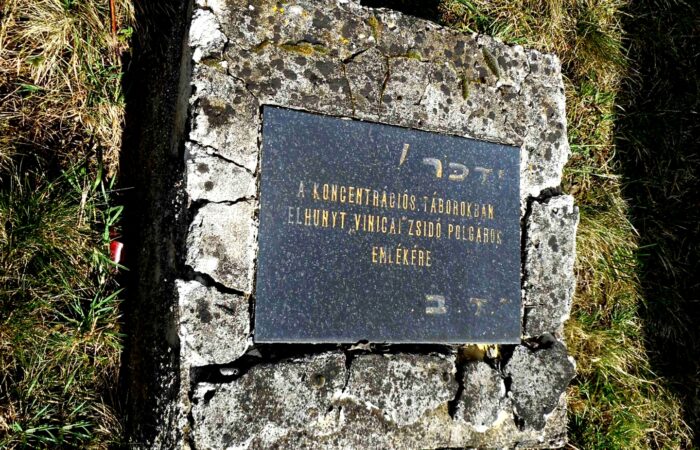 A KONCENTRÁCIÓS TÁBOROKBAN
ELHUNYT "VINICAI" ZSIDÓ POLGÁROK
EMLÉKÉRE